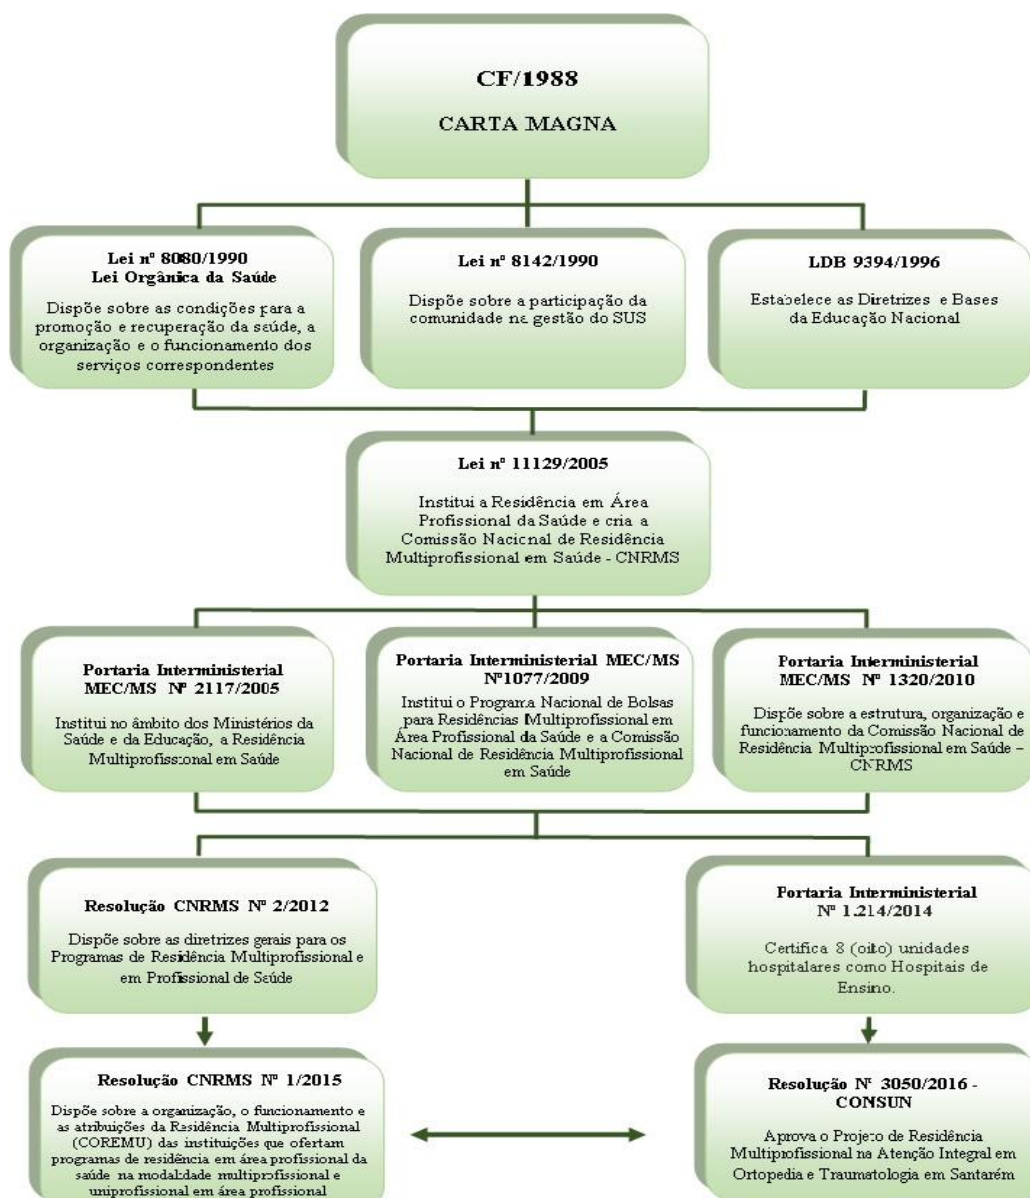 CF/1988
CARTA MAGNA
Lei nº 8080/1990
Lei Orgânica da Saúde
Dispõe sobre as condições para a
promoção e recuperação da saúde, a
organização e o funcionamento dos
serviços correspondentes
Lei nº 8142/1990
Dispõe sobre a participação da
comunidade na gestão do SUS
LDB 9394/1996
Estabelece as Diretrizes e Bases
da Educação Nacional
Lei nº 11129/2005
Institui a Residência em Área
Profissional da Saúde e cria a
Comissão Nacional de Residência
Multiprofissional em Saúde - CNRMS
Portaria Interministerial
MEC/MS Nº 2117/2005
Institui no âmbito dos Ministérios da
Saúde e da Educação, a Residência
Multiprofissional em Saúde
Portaria Interministerial MEC/MS
Nº1077/2009
Institui o Programa Nacional de Bolsas
para Residências Multiprofissional em
Área Profissional da Saúde e a Comissão
Nacional de Residência Multiprofissional
em Saúde
Portaria Interministerial
MEC/MS Nº 1320/2010
Dispõe sobre a estrutura, organização e
funcionamento da Comissão Nacional de
Residência Multiprofissional em Saúde –
CNRMS
Resolução CNRMS Nº 2/2012
Dispõe sobre as diretrizes gerais para os
Programas de Residência Multiprofissional e
em Profissional de Saúde
Portaria Interministerial
Nº 1.214/2014
Certifica 8 (oito) unidades
hospitalares como Hospitais de
Ensino.
Resolução CNRMS Nº 1/2015
Dispõe sobre a organização, o funcionamento e
as atribuições da Residência Multiprofissional
(COREMU) das instituições que ofertam
programas de residência em área profissional da
saúde na modalidade multiprofissional e
uniprofissional em área profissional
Resolução Nº 3050/2016 -
CONSUN
Aprova o Projeto de Residência
Multiprofissional na Atenção Integral em
Ortopedia e Traumatologia em Santarém